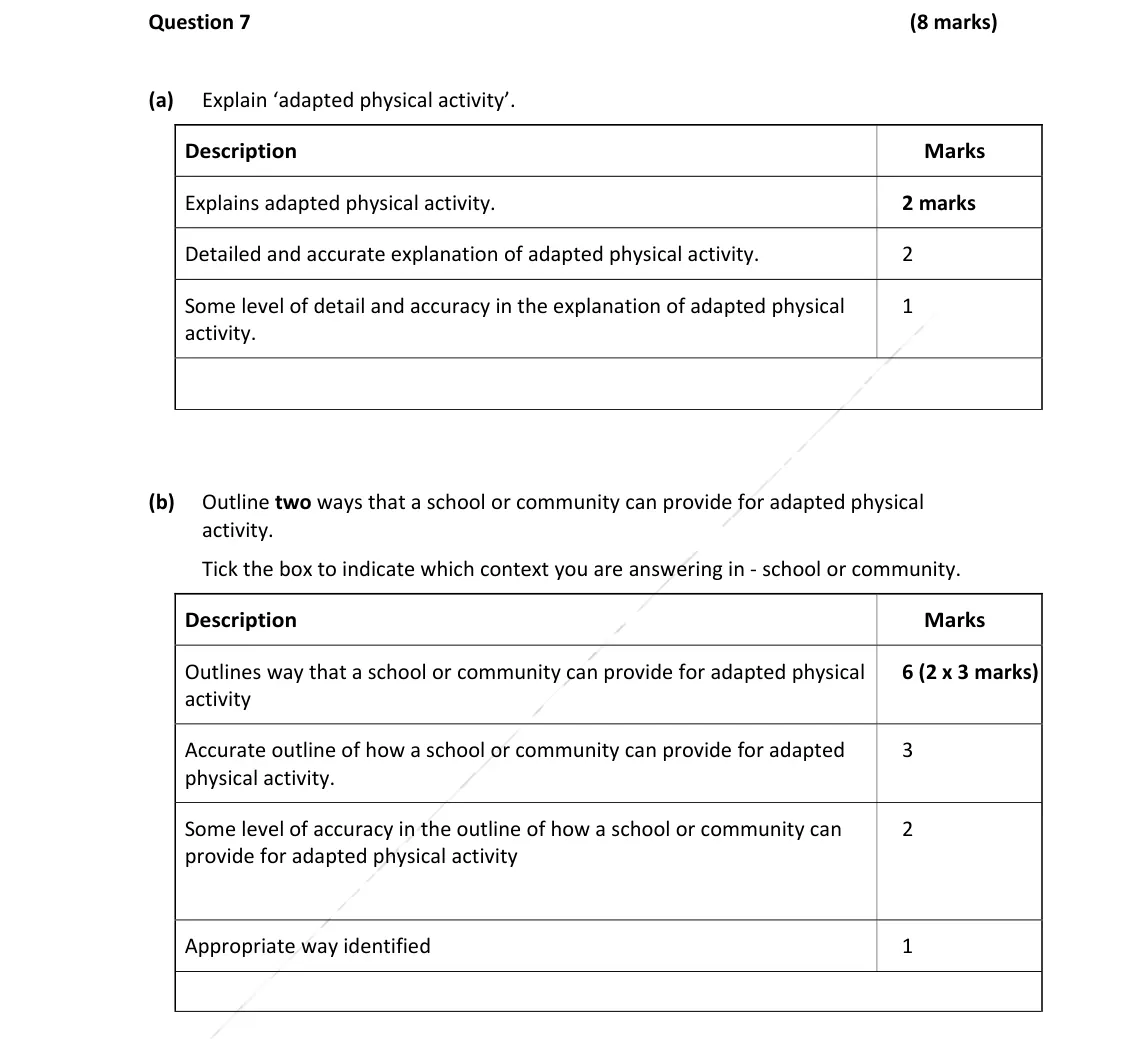 Question 7 (8 marks)
(a) Explain ‘adapted physical activity’.
Description Marks
Explains adapted physical activity. 2 marks
Detailed and accurate explanation of adapted physical activity. 2
Some level of detail and accuracy in the explanation of adapted physical 1
activity.
(b) Outline two ways that a school or community can provide for adapted physical
activity.
Tick the box to indicate which context you are answering in - school or community.
Description Marks
Outlines way that a school or community can provide for adapted physical 6 (2 x 3 marks)
activity
Accurate outline of how a school or community can provide for adapted 3
physical activity.
Some level of accuracy in the outline of how a school or community can 2
provide for adapted physical activity
Appropriate way identified 1